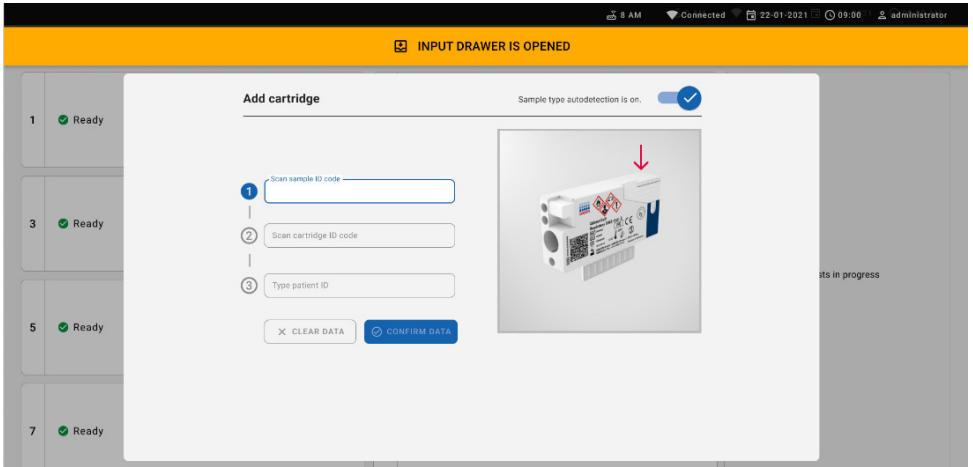 8 AM Connected 22-01-2021 09:00 administrator
INPUT DRAWER IS OPENED
Add cartridge
Sample type autodetection is on.
1 Ready
3 Ready
5 Ready
7 Ready
1 Scan sample ID code
2 Scan cartridge ID code
3 Type patient ID
CLEAR DATA CONFIRM DATA
CE
sts in progress